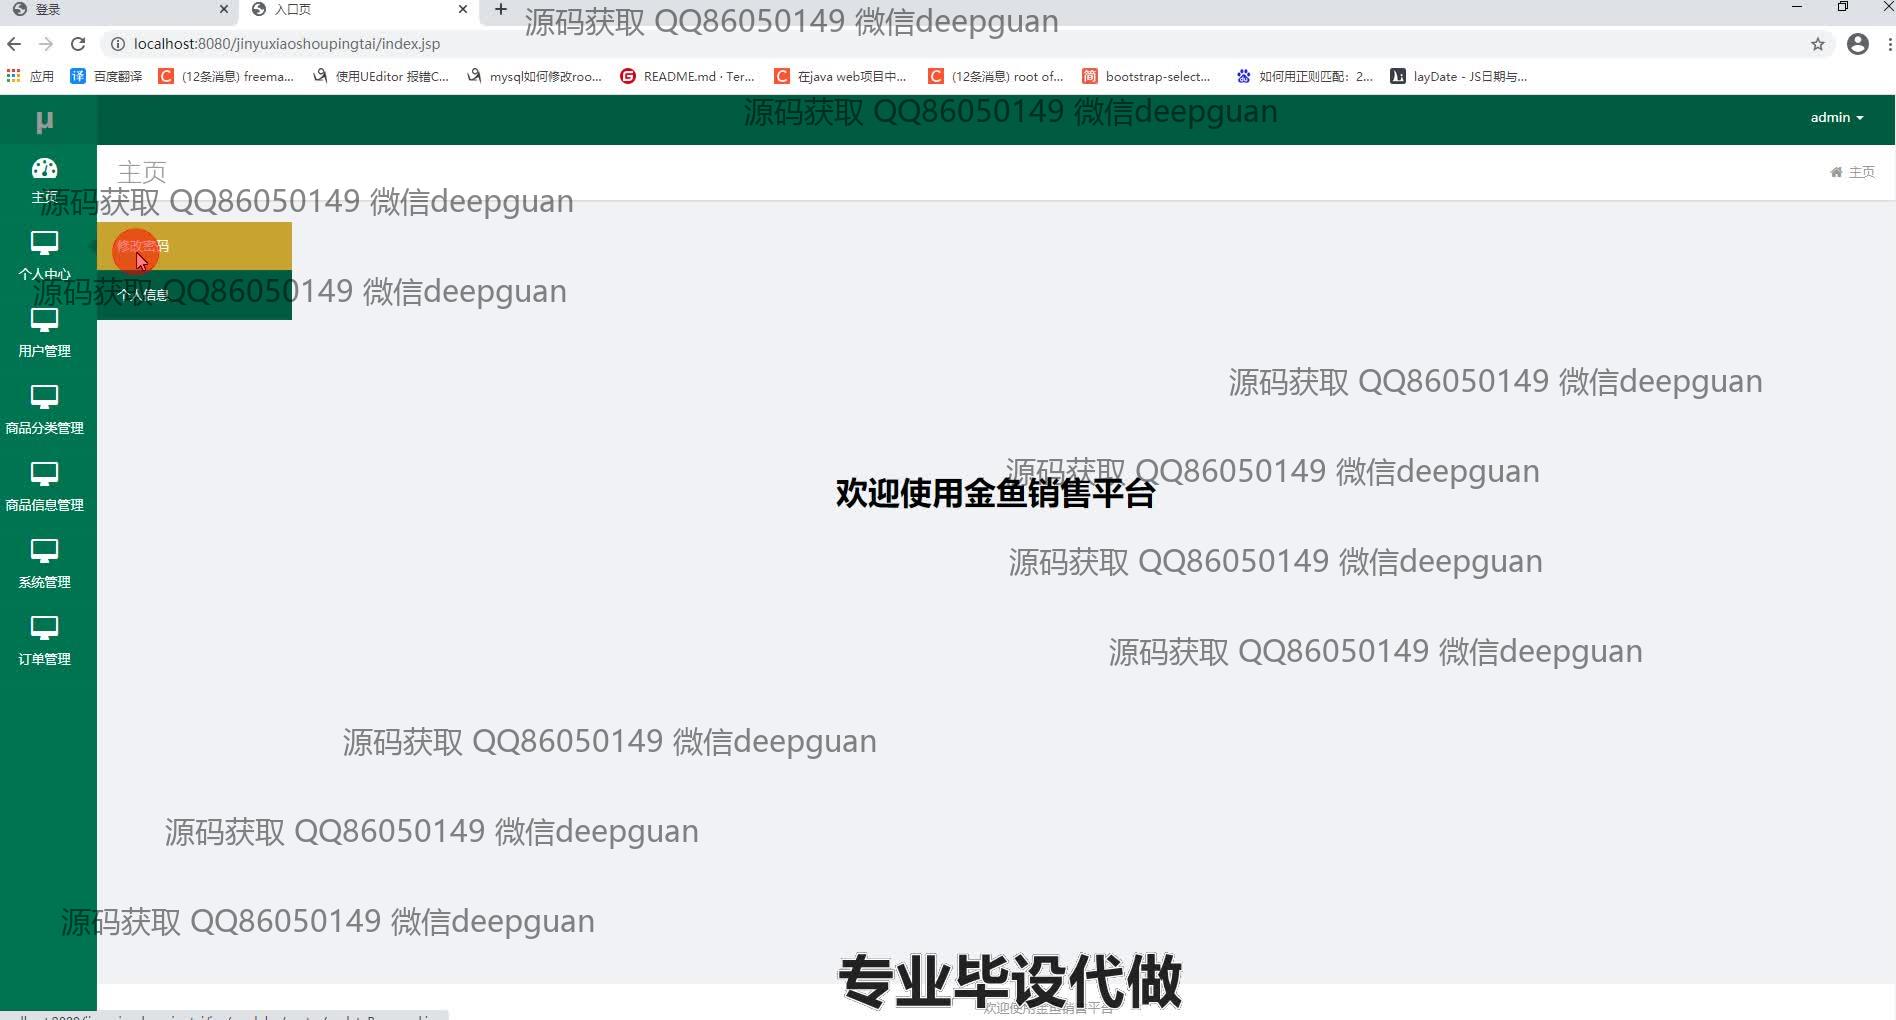 登录
入口页
源码获取 QQ86050149 微信deepguan
localhost:8080/jinyuxiaoshoupingtai/index.jsp
应用
百度翻译
(12条消息) freema...
使用UEditor 报错C...
mysql如何修改roo...
README.md · Ter...
在java web项目中...
(12条消息) root of...
bootstrap-select...
如何用正则匹配：2...
layDate - JS日期与...
μ
源码获取 QQ86050149 微信deepguan
admin
主页
主页
主页
源码获取 QQ86050149 微信deepguan
修改密码
个人中心
源码获取 QQ86050149 微信deepguan
个人信息
用户管理
源码获取 QQ86050149 微信deepguan
商品分类管理
源码获取 QQ86050149 微信deepguan
欢迎使用金鱼销售平台
商品信息管理
源码获取 QQ86050149 微信deepguan
系统管理
源码获取 QQ86050149 微信deepguan
订单管理
源码获取 QQ86050149 微信deepguan
源码获取 QQ86050149 微信deepguan
源码获取 QQ86050149 微信deepguan
专业毕设代做
欢迎使用金鱼销售平台